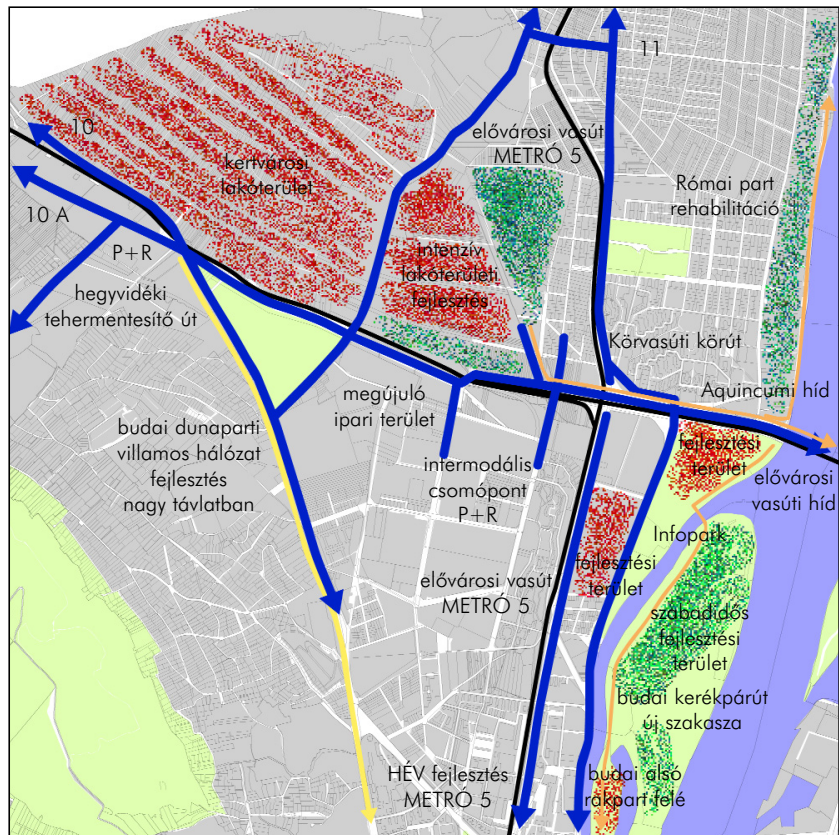 11
elővárosi vasút
METRÓ 5
10
kertvárosi
lakóterület
Római part
rehabilitáció
10 A
P+R
intenzív
lakóterületi
fejlesztés
hegyvidéki
tehermentesítő út
Körvasúti körút
megújuló
ipari terület
Aquincumi híd
budai dunaparti
villamos hálózat
fejlesztés
nagy távlatban
fejlesztési
terület
intermodális
csomópont
P+R
elővárosi
vasúti híd
Infopark
elővárosi vasút
METRÓ 5
fejlesztési
terület
szabadidős
fejlesztési
terület
budai kerékpárút
új szakasza
HÉV fejlesztés
METRÓ 5
budai alsó
rakpart felé